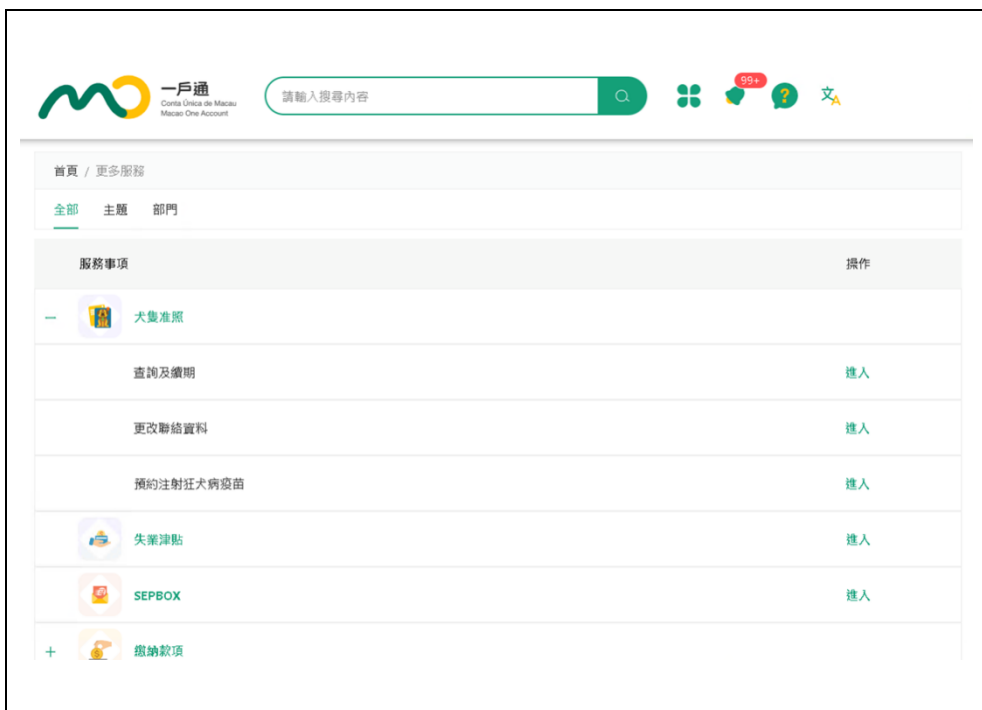 一戶通
Conta Única de Macau
Macao One Account
請輸入搜尋內容
99+
?
文A
首頁 / 更多服務
全部 主題 部門
服務事項 操作
犬隻准照
查詢及續期 進入
更改聯絡資料 進入
預約注射狂犬病疫苗 進入
失業津貼 進入
SEPBOX 進入
繳納款項